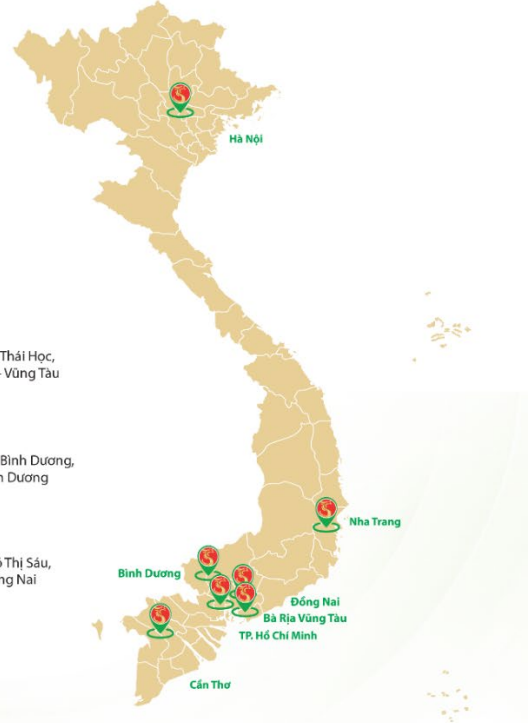 Hà Nội
Thái Học,
- Vũng Tàu
Bình Dương,
Dương
Nha Trang
Thị Sáu,
Nai
Bình Dương
Đồng Nai
Bà Rịa Vũng Tàu
TP. Hồ Chí Minh
Cần Thơ